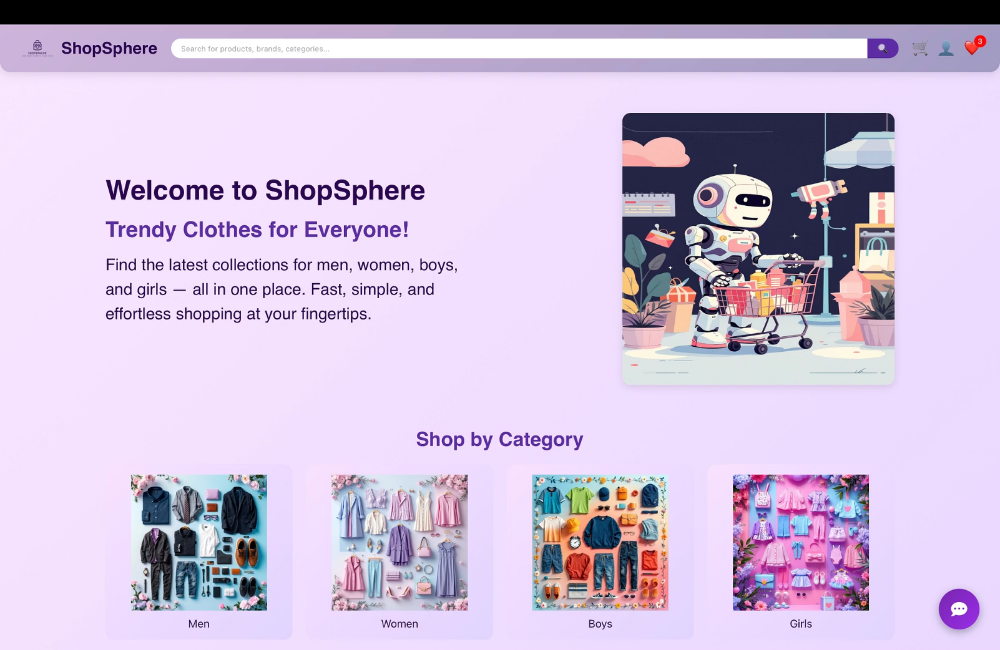 SHOPSPHERE
ShopSphere
Search for products, brands, categories...
3
Welcome to ShopSphere
Trendy Clothes for Everyone!
Find the latest collections for men, women, boys,
and girls — all in one place. Fast, simple, and
effortless shopping at your fingertips.
Shop by Category
Men
Women
Boys
Girls